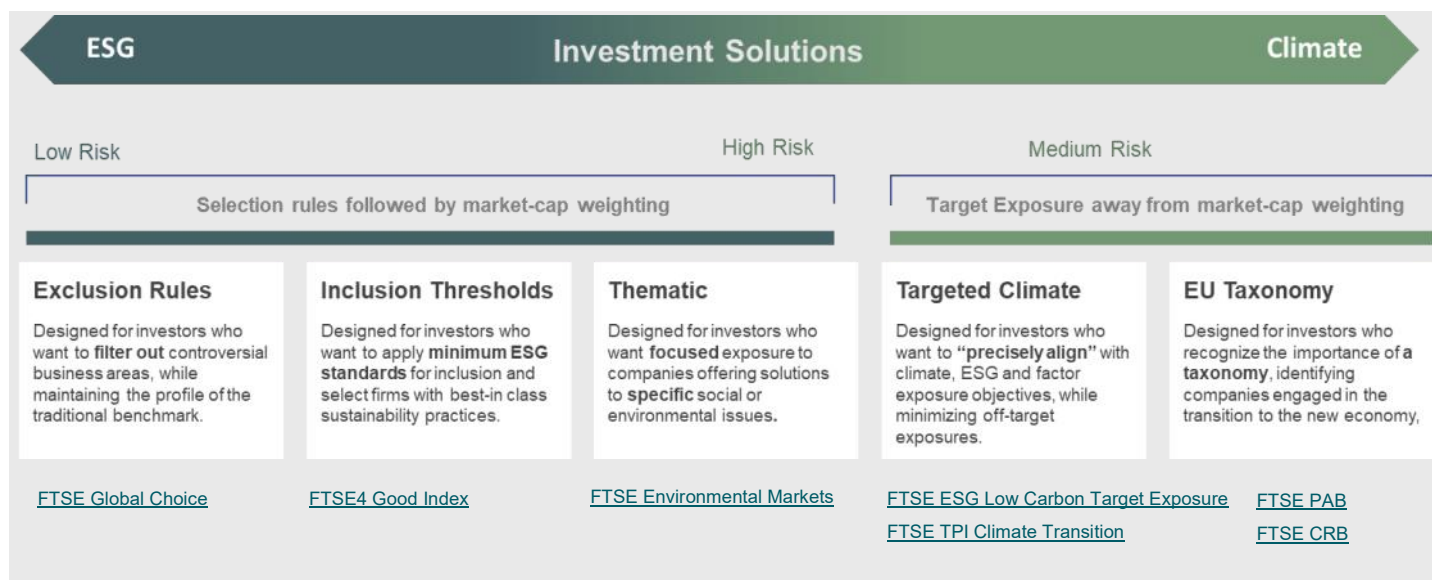 ESG
Investment Solutions
Climate
Low Risk
High Risk
Medium Risk
Selection rules followed by market-cap weighting
Target Exposure away from market-cap weighting
Exclusion Rules
Designed for investors who
want to filter out controversial
business areas, while
maintaining the profile of the
traditional benchmark.
Inclusion Thresholds
Designed for investors who
want to apply minimum ESG
standards for inclusion and
select firms with best-in class
sustainability practices.
Thematic
Designed for investors who
want focused exposure to
companies offering solutions
to specific social or
environmental issues.
Targeted Climate
Designed for investors who
want to “precisely align” with
climate, ESG and factor
exposure objectives, while
minimizing off-target
exposures.
EU Taxonomy
Designed for investors who
recognize the importance of a
taxonomy, identifying
companies engaged in the
transition to the new economy,
FTSE Global Choice
FTSE4 Good Index
FTSE Environmental Markets
FTSE ESG Low Carbon Target Exposure
FTSE TPI Climate Transition
FTSE PAB
FTSE CRB